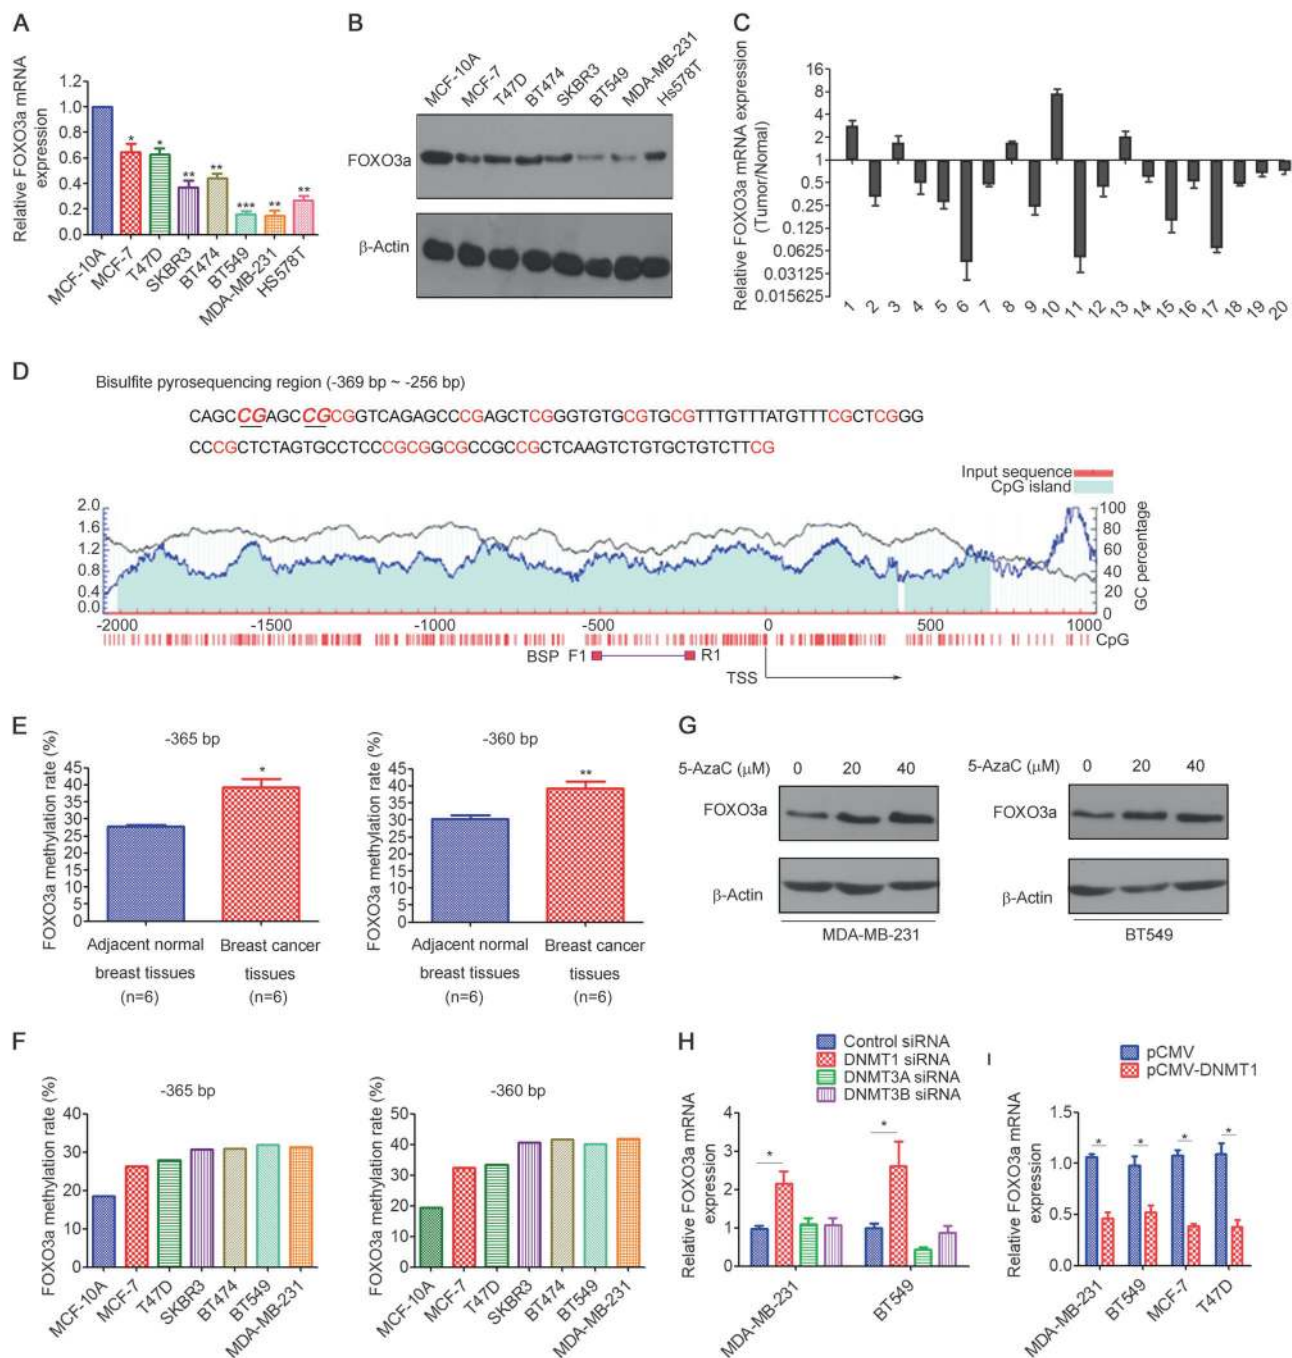 A
Relative FOXO3a mRNA
expression
1.2
1.0
0.8
0.6
0.4
0.2
0.0
*
*
**
**
***
**
**
MCF-10A
MCF-7
T47D
SKBR3
BT474
BT549
MDA-MB-231
HS578T
B
MCF-10A
MCF-7
T47D
BT474
SKBR3
BT549
MDA-MB-231
Hs578T
FOXO3a
β-Actin
C
Relative FOXO3a mRNA expression
(Tumor/Nomal)
16
8
4
2
1
0.5
0.25
0.125
0.0625
0.03125
0.015625
1 2 3 4 5 6 7 8 9 10 11 12 13 14 15 16 17 18 19 20
D
Bisulfite pyrosequencing region (-369 bp ~ -256 bp)
CAGCCGAGCCCGCGGTCAGAGCCCGAGCTCGGGTGTGCGTGCGTTTGTTTATGTTTCGCTCGGG
CCCGCTCTAGTGCCTCCCGCGGCGCCGCCGCTCAAGTCTGTGCTGTCTTCG
Input sequence
CpG island
2.0
1.6
1.2
0.8
0.4
0.0
100
80
60
40
20
0
GC percentage
-2000 -1500 -1000 -500 0 500 1000
CpG
BSP F1 R1
TSS
E
-365 bp
FOXO3a methylation rate (%)
45
40
35
30
25
20
15
10
5
0
*
Adjacent normal
breast tissues
(n=6)
Breast cancer
tissues
(n=6)
-360 bp
FOXO3a methylation rate (%)
45
40
35
30
25
20
15
10
5
0
**
Adjacent normal
breast tissues
(n=6)
Breast cancer
tissues
(n=6)
G
5-AzaC (μM) 0 20 40
FOXO3a
β-Actin
MDA-MB-231
5-AzaC (μM) 0 20 40
FOXO3a
β-Actin
BT549
F
-365 bp
FOXO3a methylation rate (%)
40
30
20
10
0
MCF-10A
MCF-7
T47D
SKBR3
BT474
BT549
MDA-MB-231
-360 bp
FOXO3a methylation rate (%)
50
40
30
20
10
0
MCF-10A
MCF-7
T47D
SKBR3
BT474
BT549
MDA-MB-231
H
Control siRNA
DNMT1 siRNA
DNMT3A siRNA
DNMT3B siRNA
Relative FOXO3a mRNA
expression
4
3
2
1
0
*
*
MDA-MB-231
BT549
I
pCMV
pCMV-DNMT1
Relative FOXO3a mRNA
expression
1.5
1.0
0.5
0.0
*
*
*
*
MDA-MB-231
BT549
MCF-7
T47D